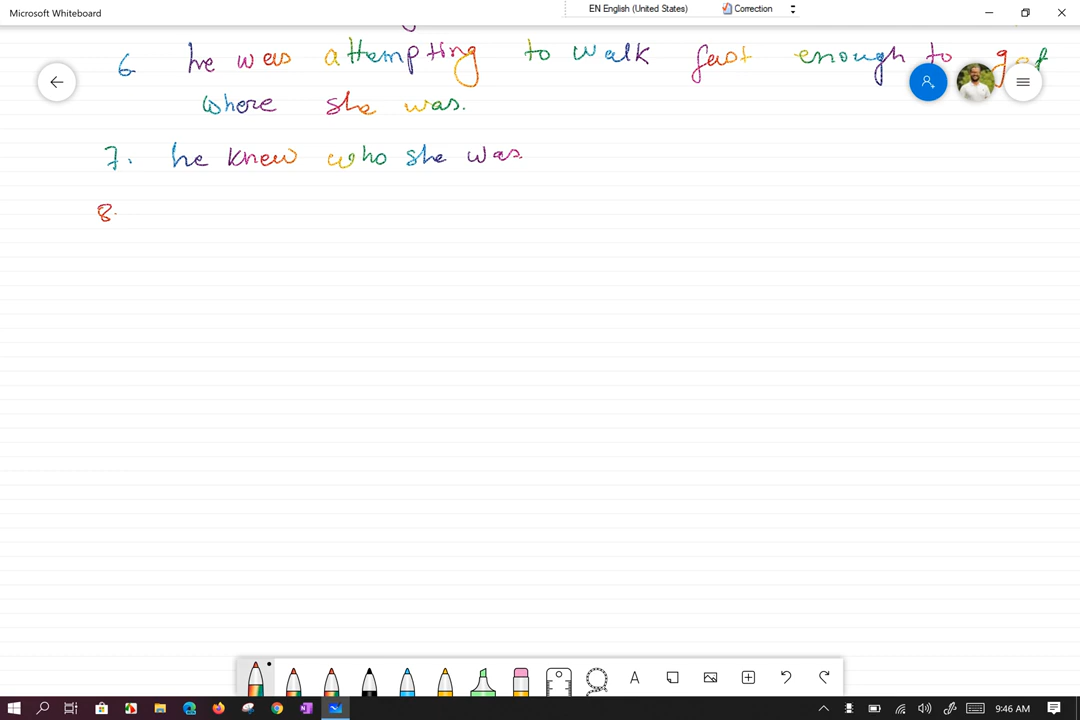 Microsoft Whiteboard
EN English (United States)
Correction
6 he was attempting to walk fast enough to get
where she was.
7. he knew who she was.
8.
A
9:46 AM